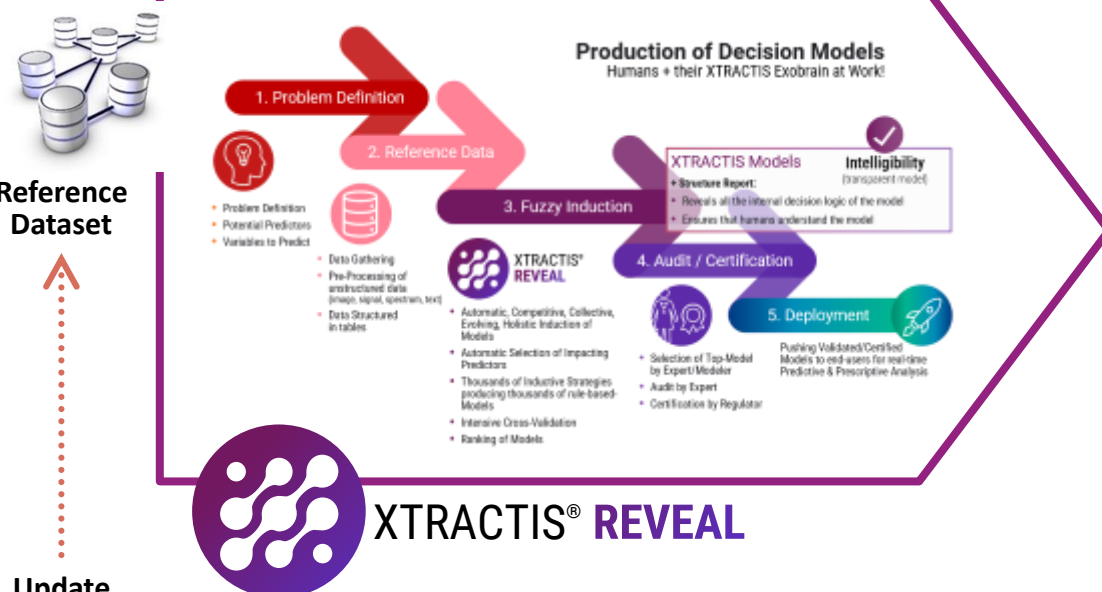 Production of Decision Models
Humans + their XTRACTIS Exobrain at Work!
1. Problem Definition
2. Reference Data
3. Fuzzy Induction
4. Audit / Certification
5. Deployment
XTRACTIS Models
+ Structure Report:
• Reveals all the internal decision logic of the model
• Ensures that humans understand the model
Intelligibility
(transparent model)
Reference
Dataset
• Problem Definition
• Potential Predictors
• Variables to Predict
• Data Gathering
• Pre-Processing of
unstructured data
(image, signal, spectrum, text)
• Data Structured
in tables
XTRACTIS®
REVEAL
• Automatic, Competitive, Collective,
Evolving, Holistic Induction of
Models
• Automatic Selection of Impacting
Predictors
• Thousands of Inductive Strategies
producing thousands of rule-based-
Models
• Intensive Cross-Validation
• Ranking of Models
• Selection of Top-Model
by Expert/Modeler
• Audit by Expert
• Certification by Regulator
Pushing Validated/Certified
Models to end-users for real-time
Predictive & Prescriptive Analysis
XTRACTIS® REVEAL
Update